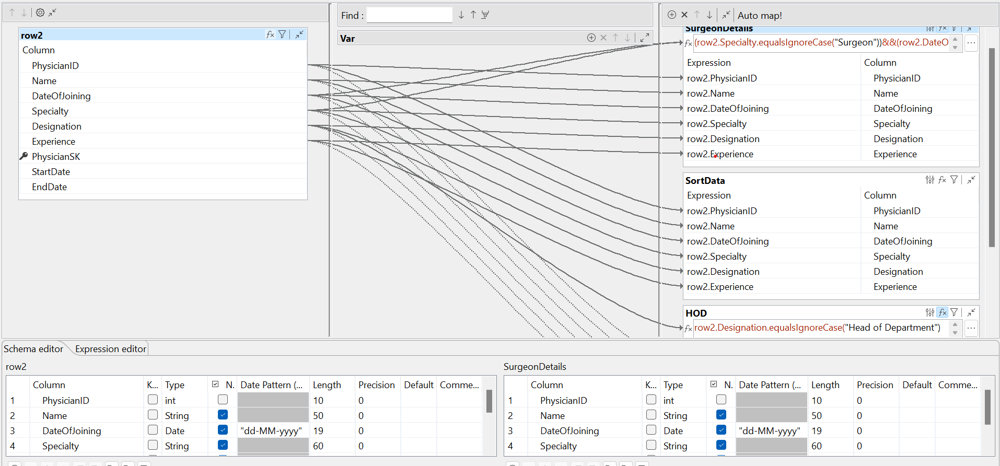 row2
Column
PhysicianID
Name
DateOfJoining
Specialty
Designation
Experience
PhysicianSK
StartDate
EndDate
Find :
Var
Auto map!
SurgeonDetails
(row2.Specialty.equalsIgnoreCase("Surgeon"))&&(row2.DateO
Expression Column
row2.PhysicianID PhysicianID
row2.Name Name
row2.DateOfJoining DateOfJoining
row2.Specialty Specialty
row2.Designation Designation
row2.Experience Experience
SortData
Expression Column
row2.PhysicianID PhysicianID
row2.Name Name
row2.DateOfJoining DateOfJoining
row2.Specialty Specialty
row2.Designation Designation
row2.Experience Experience
HOD
row2.Designation.equalsIgnoreCase("Head of Department")
Schema editor Expression editor
row2
Column K... Type N. Date Pattern (... Length Precision Default Comme...
1 PhysicianID int 10 0
2 Name String 50 0
3 DateOfJoining Date "dd-MM-yyyy" 19 0
4 Specialty String 60 0
SurgeonDetails
Column K... Type N. Date Pattern (... Length Precision Default Comme...
1 PhysicianID int 10 0
2 Name String 50 0
3 DateOfJoining Date "dd-MM-yyyy" 19 0
4 Specialty String 60 0